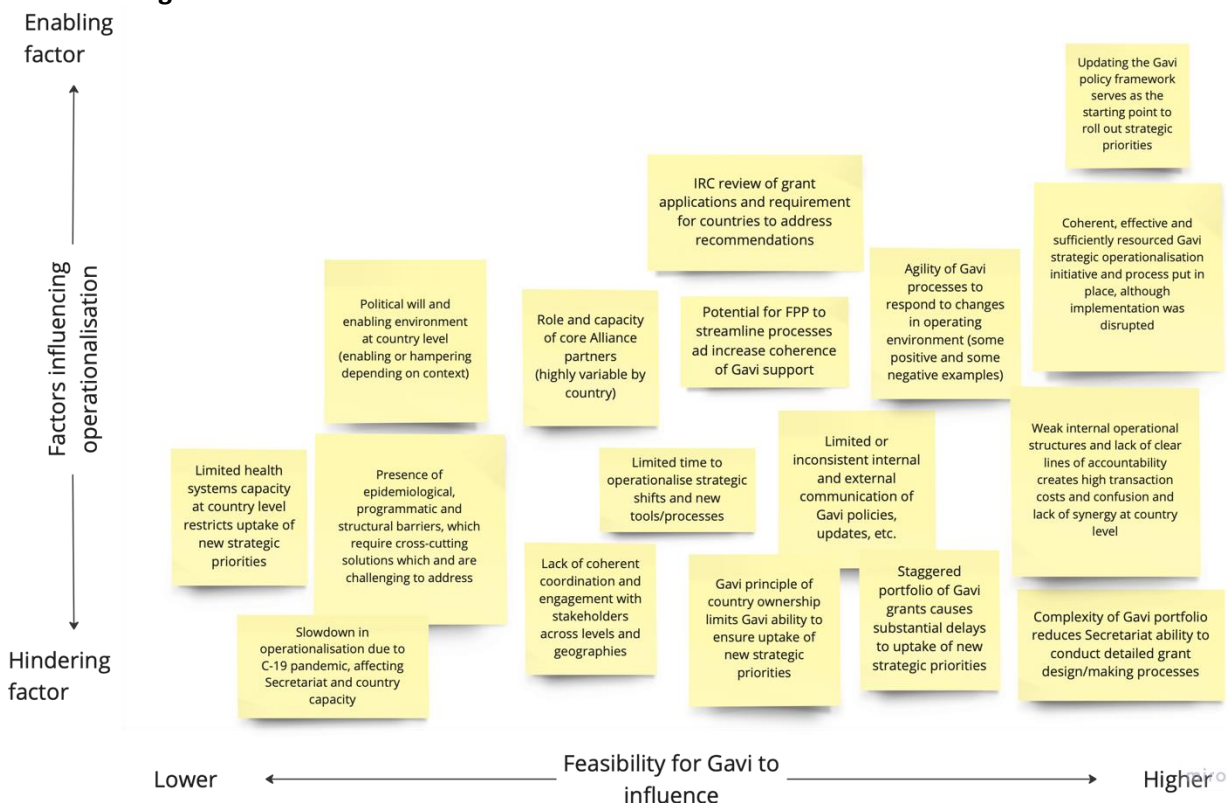 g
Enabling
factor
Updating the Gavi
policy framework
serves as the
starting point to
roll out strategic
priorities
IRC review of grant
applications and requirement
for countries to address
recommendations
Coherent, effective and
sufficiently resourced Gavi
strategic operationalisation
initiative and process put in
place, although
implementation was
disrupted
Agility of Gavi
processes to
respond to changes
in operating
environment (some
positive and some
negative examples)
Political will and
enabling environment
at country level
(enabling or hampering
depending on context)
Role and capacity
of core Alliance
partners
(highly variable by
country)
Potential for FPP to
streamline processes
ad increase coherence
of Gavi support
Factors influencing
operationalisation
Limited health
systems capacity
at country level
restricts uptake of
new strategic
priorities
Presence of
epidemiological,
programmatic and
structural barriers, which
require cross-cutting
solutions which and are
challenging to address
Limited time to
operationalise strategic
shifts and new
tools/processes
Limited or
inconsistent internal
and external
communication of
Gavi policies,
updates, etc.
Weak internal operational
structures and lack of clear
lines of accountability
creates high transaction
costs and confusion and
lack of synergy at country
level
Lack of coherent
coordination and
engagement with
stakeholders
across levels and
geographies
Gavi principle of
country ownership
limits Gavi ability to
ensure uptake of
new strategic
priorities
Staggered
portfolio of Gavi
grants causes
substantial delays
to uptake of new
strategic priorities
Complexity of Gavi portfolio
reduces Secretariat ability to
conduct detailed grant
design/making processes
Slowdown in
operationalisation due to
C-19 pandemic, affecting
Secretariat and country
capacity
Hindering
factor
Lower
Feasibility for Gavi to
influence
Higher
miro